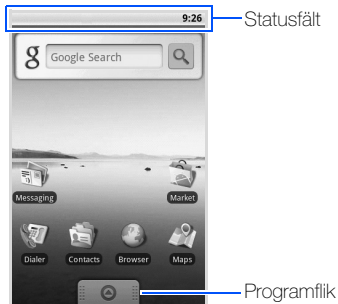 9:26
Statusfält
g
Google Search
Messaging
Market
Dialer Contacts Browser Maps
Programflik